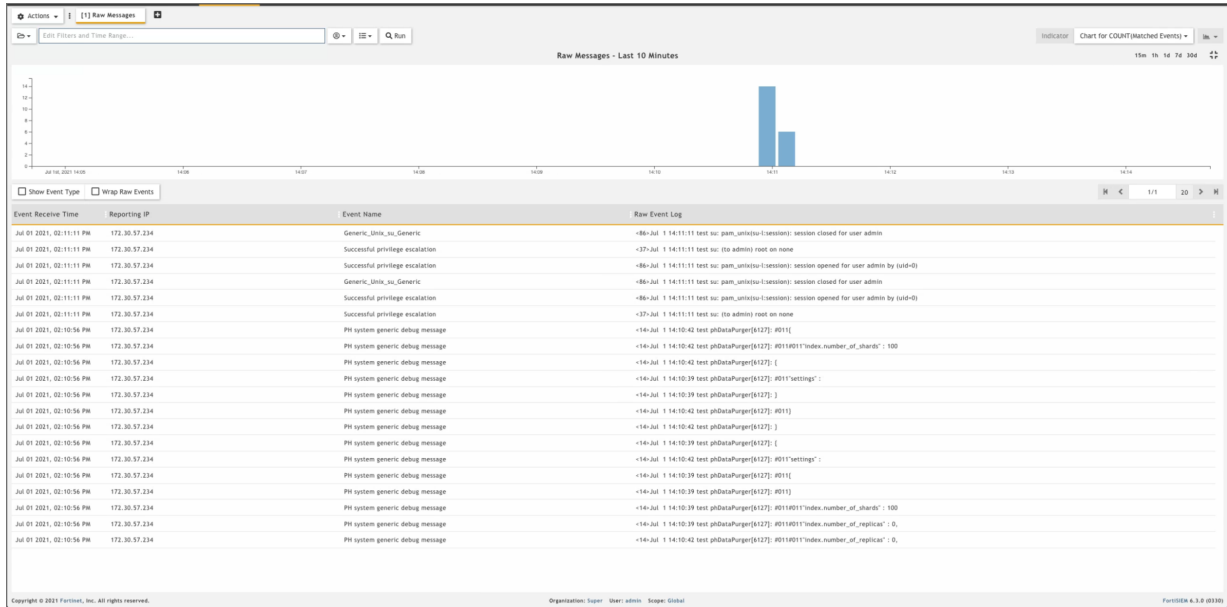 Actions
[1] Raw Messages
Edit Filters and Time Range...
Run
Indicator
Chart for COUNT(Matched Events)
Raw Messages - Last 10 Minutes
15m 1h 1d 7d 30d
14
12
10
8
6
4
2
0
Jul 1st, 2021 14:05 14:06 14:07 14:08 14:09 14:10 14:11 14:12 14:13 14:14
Show Event Type Wrap Raw Events
1/1 20
Event Receive Time Reporting IP Event Name Raw Event Log
Jul 01 2021, 02:11:11 PM 172.30.57.234 Generic_Unix_su_Generic <86>Jul 1 14:11:11 test su: pam_unix(su-l:session): session closed for user admin
Jul 01 2021, 02:11:11 PM 172.30.57.234 Successful privilege escalation <37>Jul 1 14:11:11 test su: (to admin) root on none
Jul 01 2021, 02:11:11 PM 172.30.57.234 Successful privilege escalation <86>Jul 1 14:11:11 test su: pam_unix(su-l:session): session opened for user admin by (uid=0)
Jul 01 2021, 02:11:11 PM 172.30.57.234 Generic_Unix_su_Generic <86>Jul 1 14:11:11 test su: pam_unix(su-l:session): session closed for user admin
Jul 01 2021, 02:11:11 PM 172.30.57.234 Successful privilege escalation <86>Jul 1 14:11:11 test su: pam_unix(su-l:session): session opened for user admin by (uid=0)
Jul 01 2021, 02:11:11 PM 172.30.57.234 Successful privilege escalation <37>Jul 1 14:11:11 test su: (to admin) root on none
Jul 01 2021, 02:10:56 PM 172.30.57.234 PH system generic debug message <14>Jul 1 14:10:42 test phDataPurger[6127]: #011{
Jul 01 2021, 02:10:56 PM 172.30.57.234 PH system generic debug message <14>Jul 1 14:10:42 test phDataPurger[6127]: #011#011"index.number_of_shards" : 100
Jul 01 2021, 02:10:56 PM 172.30.57.234 PH system generic debug message <14>Jul 1 14:10:42 test phDataPurger[6127]: {
Jul 01 2021, 02:10:56 PM 172.30.57.234 PH system generic debug message <14>Jul 1 14:10:39 test phDataPurger[6127]: #011"settings" :
Jul 01 2021, 02:10:56 PM 172.30.57.234 PH system generic debug message <14>Jul 1 14:10:39 test phDataPurger[6127]: }
Jul 01 2021, 02:10:56 PM 172.30.57.234 PH system generic debug message <14>Jul 1 14:10:42 test phDataPurger[6127]: #011}
Jul 01 2021, 02:10:56 PM 172.30.57.234 PH system generic debug message <14>Jul 1 14:10:42 test phDataPurger[6127]: }
Jul 01 2021, 02:10:56 PM 172.30.57.234 PH system generic debug message <14>Jul 1 14:10:39 test phDataPurger[6127]: {
Jul 01 2021, 02:10:56 PM 172.30.57.234 PH system generic debug message <14>Jul 1 14:10:42 test phDataPurger[6127]: #011"settings" :
Jul 01 2021, 02:10:56 PM 172.30.57.234 PH system generic debug message <14>Jul 1 14:10:39 test phDataPurger[6127]: #011{
Jul 01 2021, 02:10:56 PM 172.30.57.234 PH system generic debug message <14>Jul 1 14:10:39 test phDataPurger[6127]: #011}
Jul 01 2021, 02:10:56 PM 172.30.57.234 PH system generic debug message <14>Jul 1 14:10:39 test phDataPurger[6127]: #011#011"index.number_of_shards" : 100
Jul 01 2021, 02:10:56 PM 172.30.57.234 PH system generic debug message <14>Jul 1 14:10:39 test phDataPurger[6127]: #011#011"index.number_of_replicas" : 0,
Jul 01 2021, 02:10:56 PM 172.30.57.234 PH system generic debug message <14>Jul 1 14:10:42 test phDataPurger[6127]: #011#011"index.number_of_replicas" : 0,
Copyright © 2021 Fortinet, Inc. All rights reserved. Organization: Super User: admin Scope: Global FortiSIEM 6.3.0 (0330)